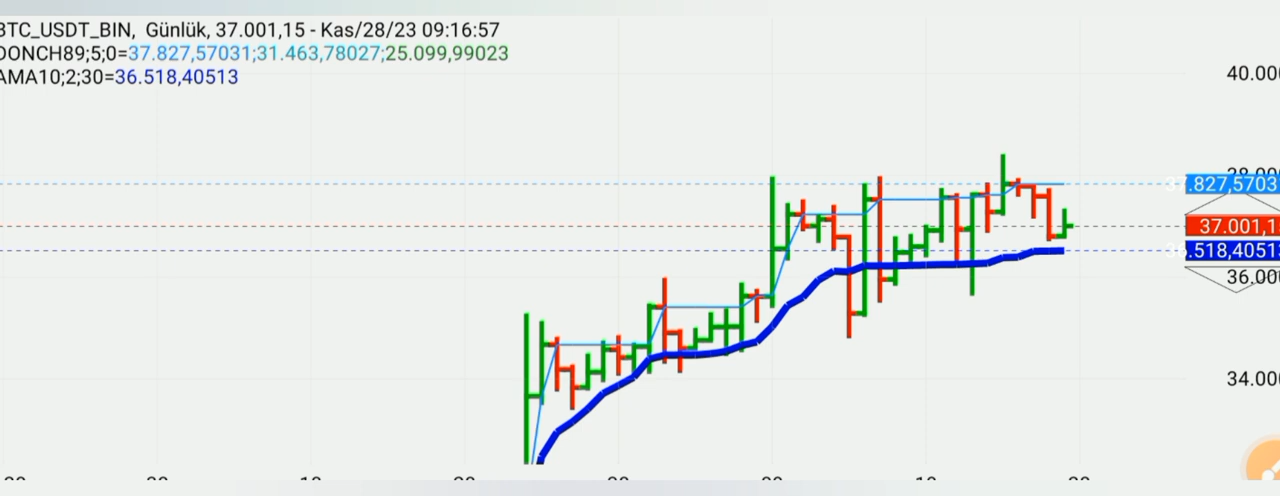 BTC_USDT_BIN, Günlük, 37.001,15 - Kas/28/23 09:16:57
DONCH89;5;0=37.827,57031;31.463,78027;25.099,99023
AMA10;2;30=36.518,40513
40.000
7.827,5703
37.001,1
.518,40513
36.000
34.000